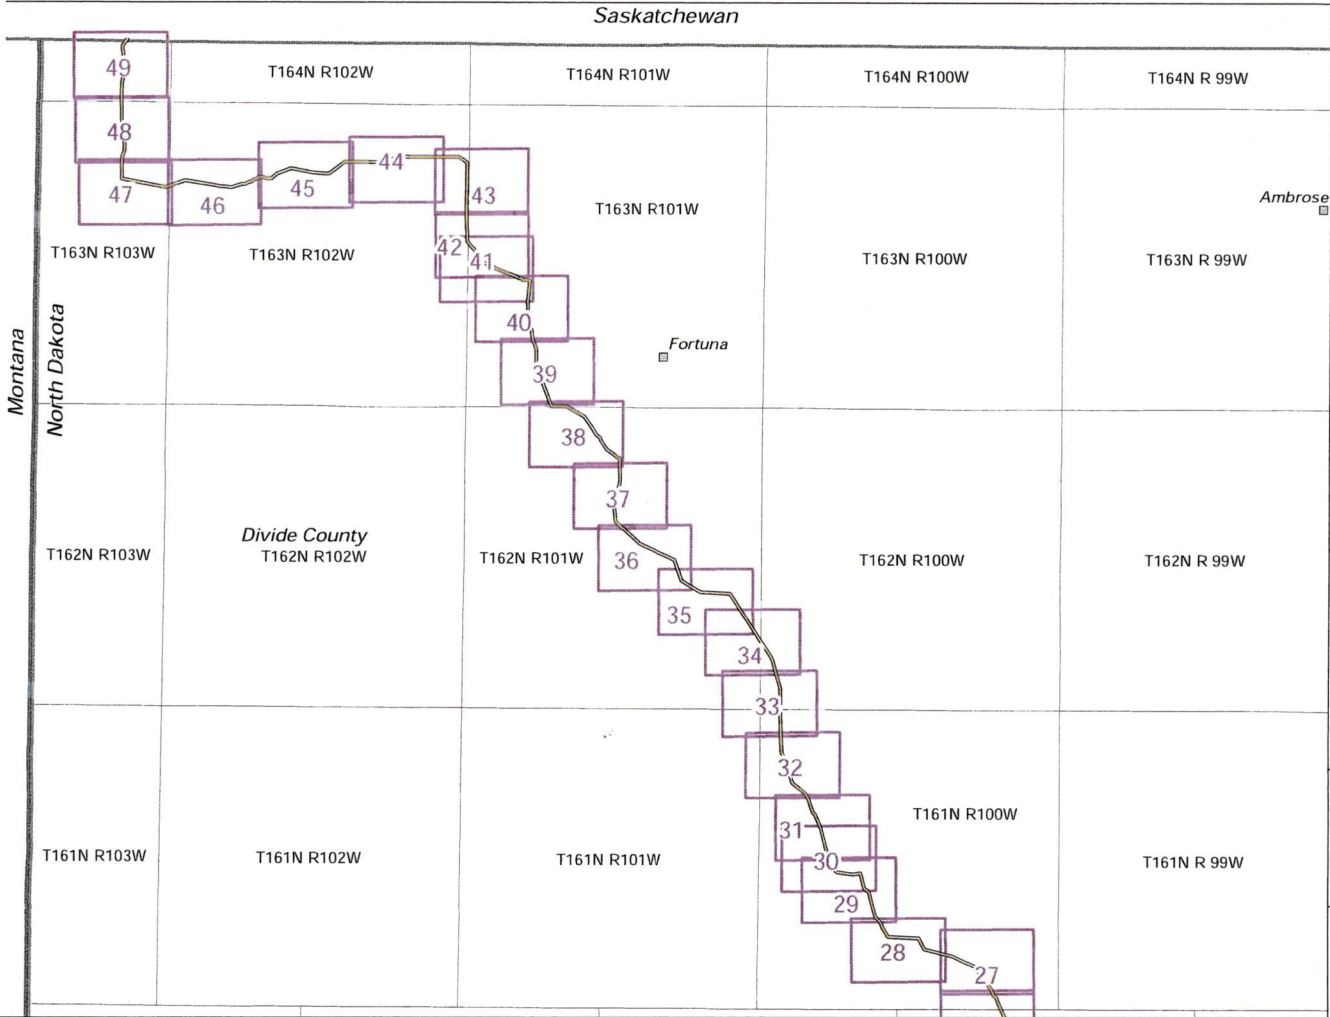 Saskatchewan
49
T164N R102W
T164N R101W
T164N R100W
T164N R 99W
48
47
46
45
44
43
Ambrose
T163N R103W
T163N R102W
T163N R101W
T163N R100W
T163N R 99W
42
41
40
Fortuna
39
Montana
North Dakota
38
37
Divide County
T162N R103W
T162N R102W
T162N R101W
36
T162N R100W
T162N R 99W
35
34
33
32
T161N R100W
31
T161N R103W
T161N R102W
T161N R101W
30
T161N R 99W
29
28
27